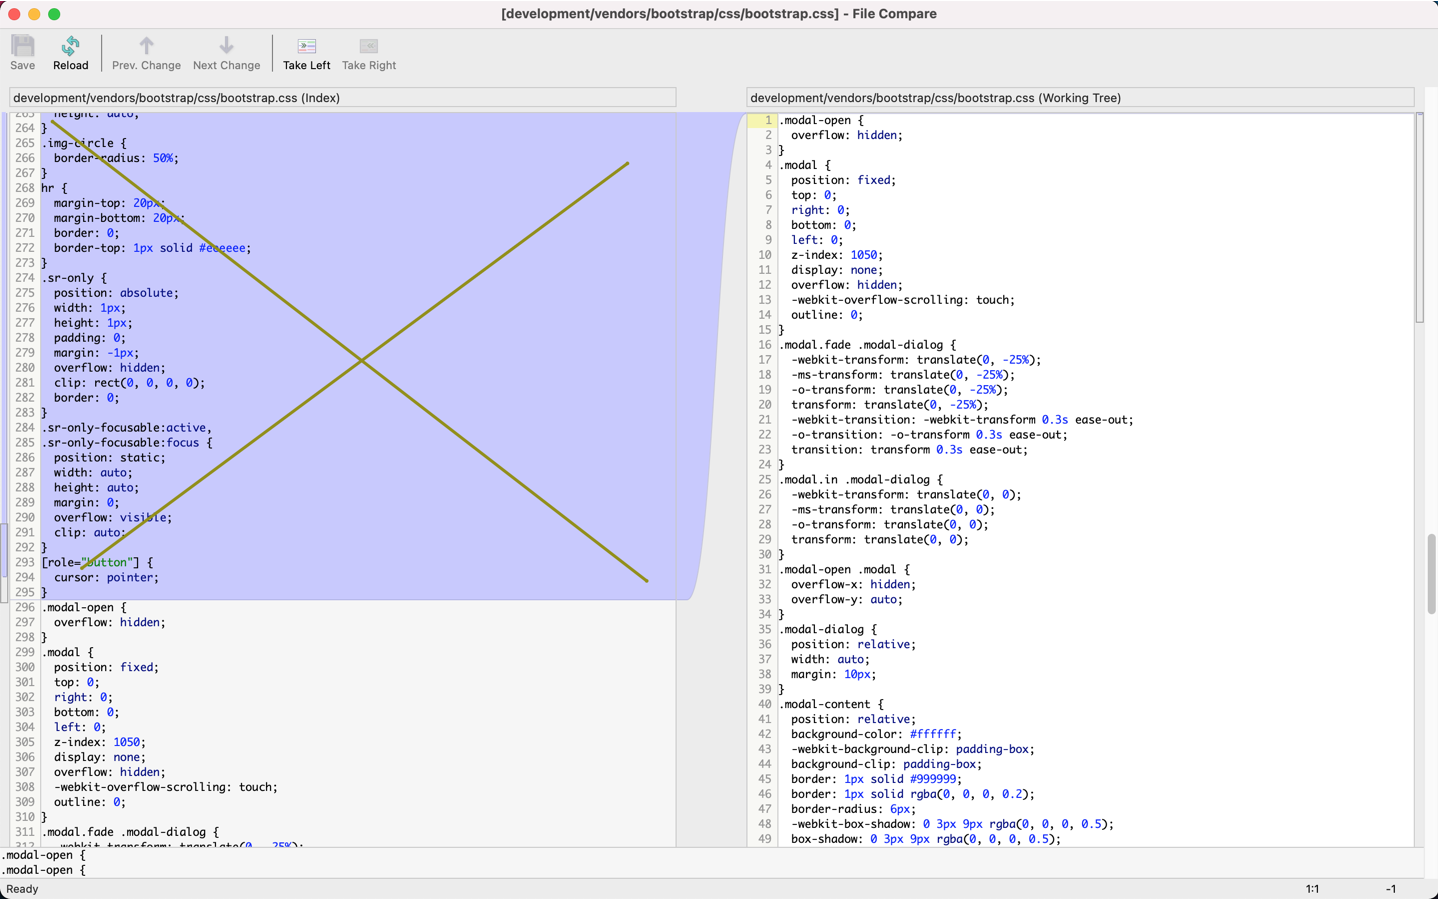 [development/vendors/bootstrap/css/bootstrap.css] - File Compare
Save
Reload
Prev. Change
Next Change
Take Left
Take Right
development/vendors/bootstrap/css/bootstrap.css (Index)
263 height: auto;
264 }
265 .img-circle {
266 border-radius: 50%;
267 }
268 hr {
269 margin-top: 20px;
270 margin-bottom: 20px;
271 border: 0;
272 border-top: 1px solid #eeeeee;
273 }
274 .sr-only {
275 position: absolute;
276 width: 1px;
277 height: 1px;
278 padding: 0;
279 margin: -1px;
280 overflow: hidden;
281 clip: rect(0, 0, 0, 0);
282 border: 0;
283 }
284 .sr-only-focusable:active,
285 .sr-only-focusable:focus {
286 position: static;
287 width: auto;
288 height: auto;
289 margin: 0;
290 overflow: visible;
291 clip: auto;
292 }
293 [role="button"] {
294 cursor: pointer;
295 }
296 .modal-open {
297 overflow: hidden;
298 }
299 .modal {
300 position: fixed;
301 top: 0;
302 right: 0;
303 bottom: 0;
304 left: 0;
305 z-index: 1050;
306 display: none;
307 overflow: hidden;
308 -webkit-overflow-scrolling: touch;
309 outline: 0;
310 }
311 .modal.fade .modal-dialog {
312 -webkit-transform: translate(0, -25%);
development/vendors/bootstrap/css/bootstrap.css (Working Tree)
1 .modal-open {
2 overflow: hidden;
3 }
4 .modal {
5 position: fixed;
6 top: 0;
7 right: 0;
8 bottom: 0;
9 left: 0;
10 z-index: 1050;
11 display: none;
12 overflow: hidden;
13 -webkit-overflow-scrolling: touch;
14 outline: 0;
15 }
16 .modal.fade .modal-dialog {
17 -webkit-transform: translate(0, -25%);
18 -ms-transform: translate(0, -25%);
19 -o-transform: translate(0, -25%);
20 transform: translate(0, -25%);
21 -webkit-transition: -webkit-transform 0.3s ease-out;
22 -o-transition: -o-transform 0.3s ease-out;
23 transition: transform 0.3s ease-out;
24 }
25 .modal.in .modal-dialog {
26 -webkit-transform: translate(0, 0);
27 -ms-transform: translate(0, 0);
28 -o-transform: translate(0, 0);
29 transform: translate(0, 0);
30 }
31 .modal-open .modal {
32 overflow-x: hidden;
33 overflow-y: auto;
34 }
35 .modal-dialog {
36 position: relative;
37 width: auto;
38 margin: 10px;
39 }
40 .modal-content {
41 position: relative;
42 background-color: #ffffff;
43 -webkit-background-clip: padding-box;
44 background-clip: padding-box;
45 border: 1px solid #999999;
46 border: 1px solid rgba(0, 0, 0, 0.2);
47 border-radius: 6px;
48 -webkit-box-shadow: 0 3px 9px rgba(0, 0, 0, 0.5);
49 box-shadow: 0 3px 9px rgba(0, 0, 0, 0.5);
.modal-open {
.modal-open {
Ready
1:1
-1